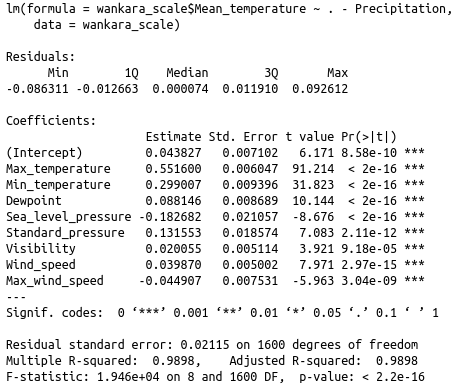 lm(formula = wankara_scale$Mean_temperature ~ . - Precipitation,
    data = wankara_scale)

Residuals:
      Min        1Q    Median        3Q       Max
-0.086311 -0.012663  0.000074  0.011910  0.092612

Coefficients:
                    Estimate Std. Error t value Pr(>|t|)
(Intercept)         0.043827   0.007102   6.171 8.58e-10 ***
Max_temperature     0.551600   0.006047  91.214  < 2e-16 ***
Min_temperature     0.299007   0.009396  31.823  < 2e-16 ***
Dewpoint            0.088146   0.008689  10.144  < 2e-16 ***
Sea_level_pressure -0.182682   0.021057  -8.676  < 2e-16 ***
Standard_pressure   0.131553   0.018574   7.083 2.11e-12 ***
Visibility          0.020055   0.005114   3.921 9.18e-05 ***
Wind_speed          0.039870   0.005002   7.971 2.97e-15 ***
Max_wind_speed     -0.044907   0.007531  -5.963 3.04e-09 ***
---
Signif. codes:  0 ‘***’ 0.001 ‘**’ 0.01 ‘*’ 0.05 ‘.’ 0.1 ‘ ’ 1

Residual standard error: 0.02115 on 1600 degrees of freedom
Multiple R-squared:  0.9898,    Adjusted R-squared:  0.9898
F-statistic: 1.946e+04 on 8 and 1600 DF,  p-value: < 2.2e-16